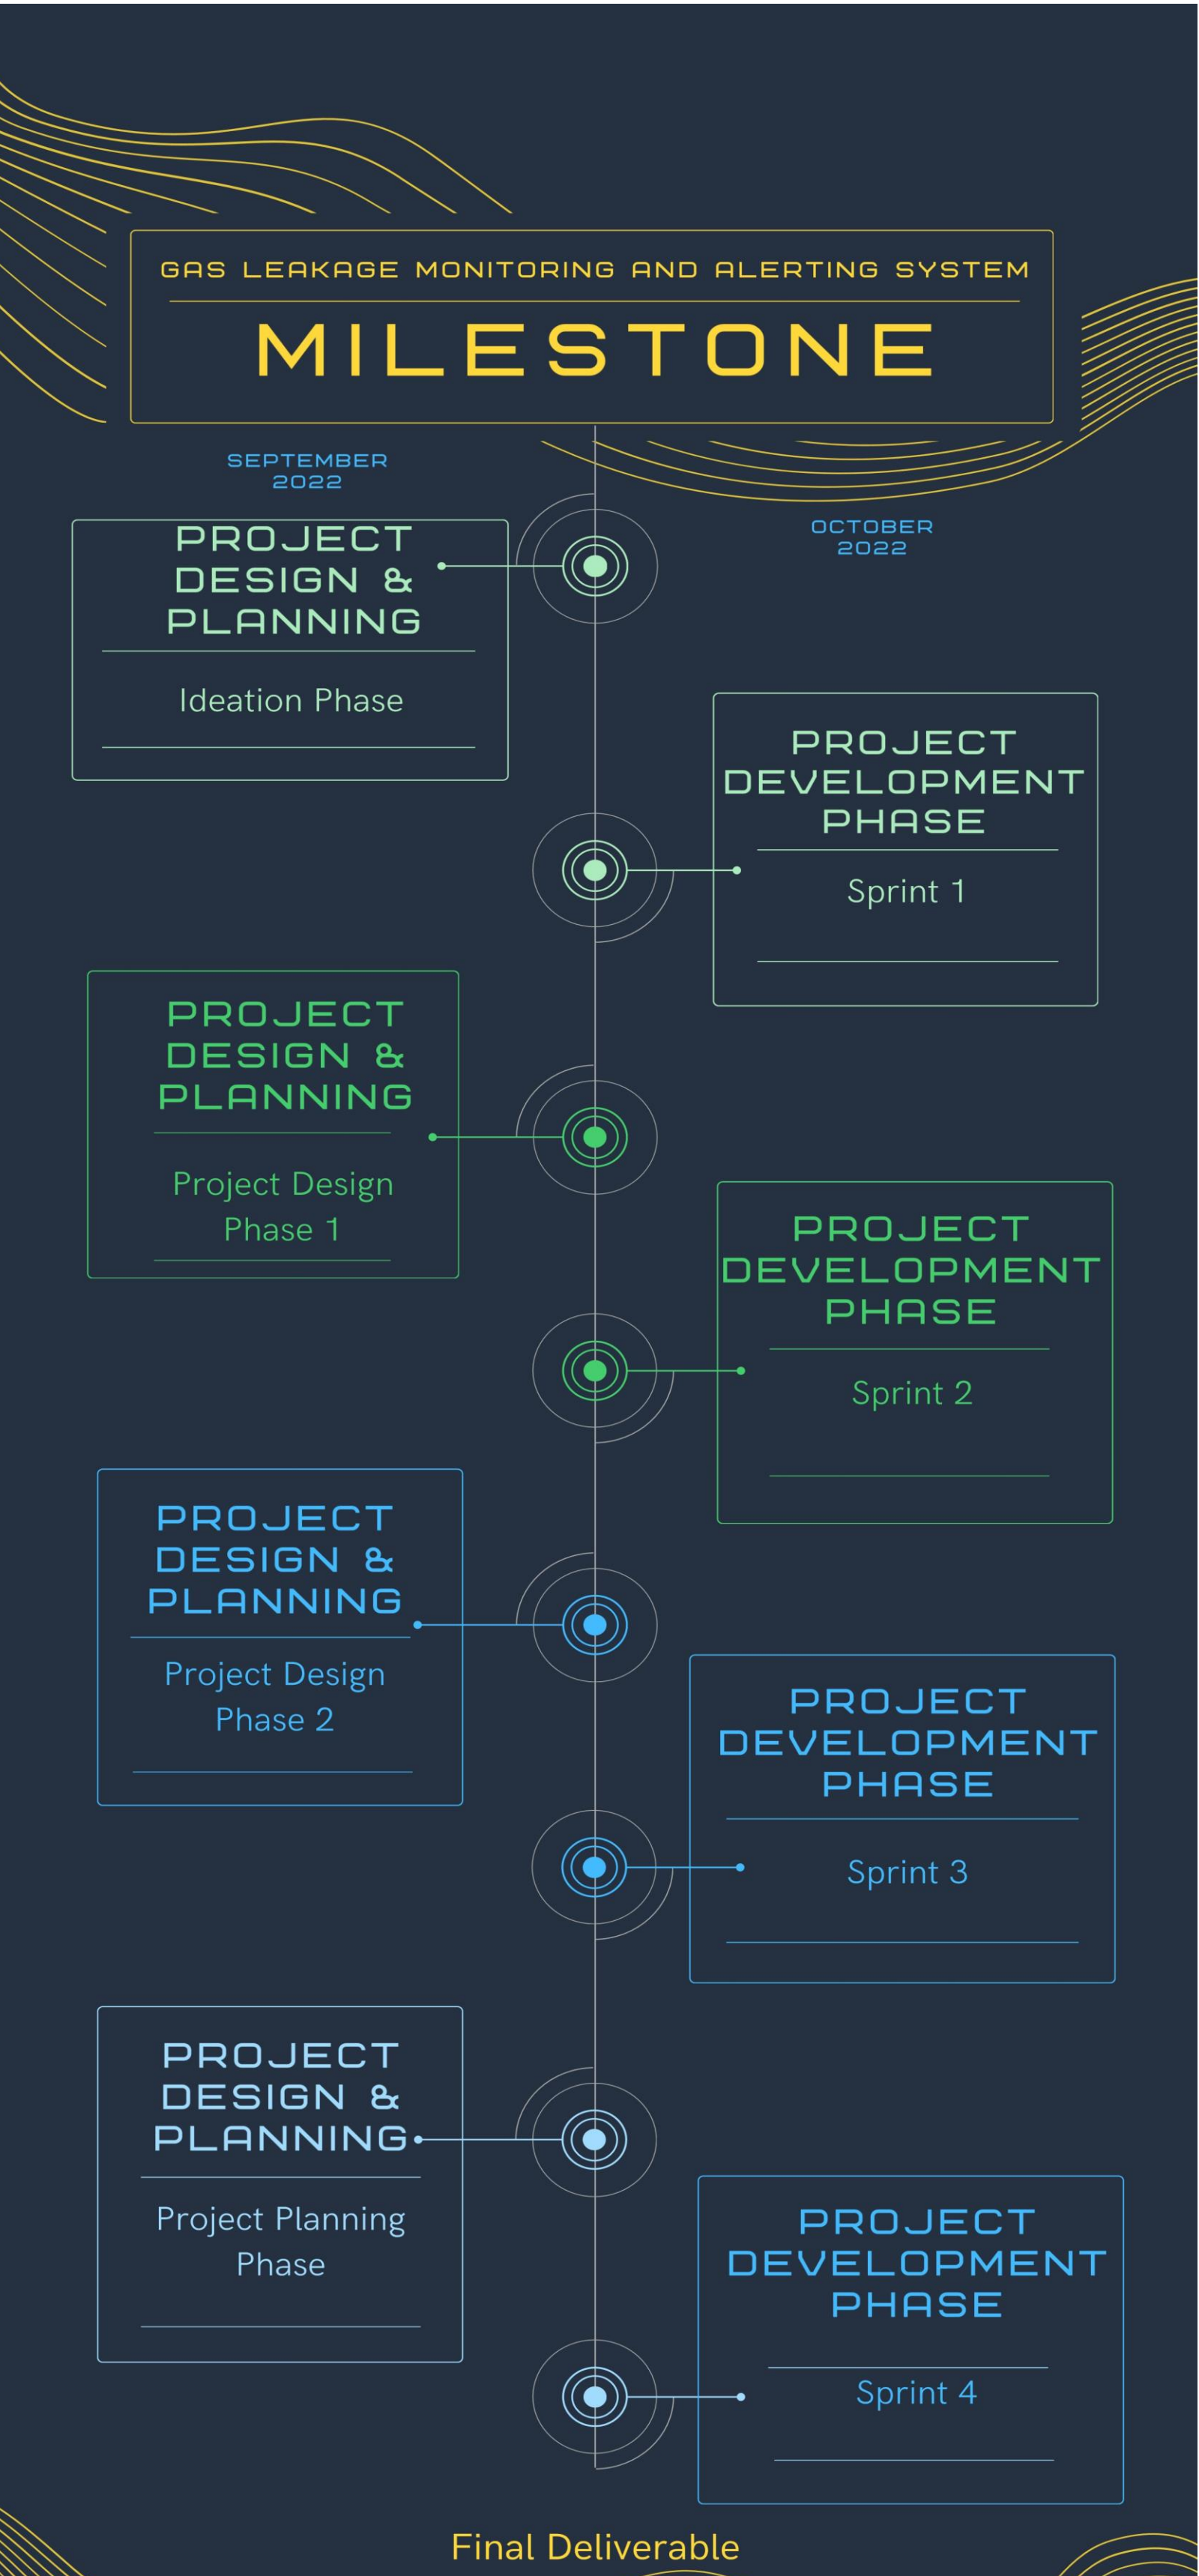 GAS LEAKAGE MONITORING AND ALERTING SYSTEM
MILESTONE
SEPTEMBER
2022
OCTOBER
2022
PROJECT
DESIGN &
PLANNING
Ideation Phase
PROJECT
DEVELOPMENT
PHASE
Sprint 1
PROJECT
DESIGN &
PLANNING
Project Design
Phase 1
PROJECT
DEVELOPMENT
PHASE
Sprint 2
PROJECT
DESIGN &
PLANNING
Project Design
Phase 2
PROJECT
DEVELOPMENT
PHASE
Sprint 3
PROJECT
DESIGN &
PLANNING
Project Planning
Phase
PROJECT
DEVELOPMENT
PHASE
Sprint 4
Final Deliverable